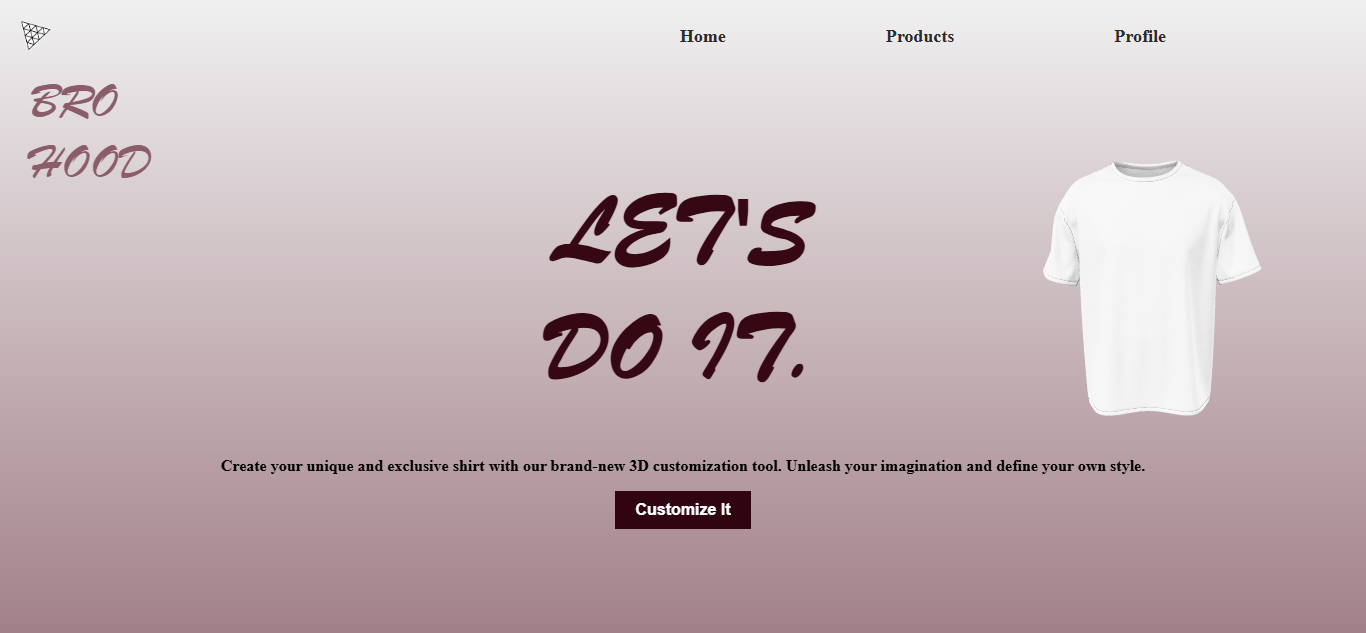 Home Products Profile
BRO
HOOD
LET'S
DO IT.
Create your unique and exclusive shirt with our brand-new 3D customization tool. Unleash your imagination and define your own style.
Customize It